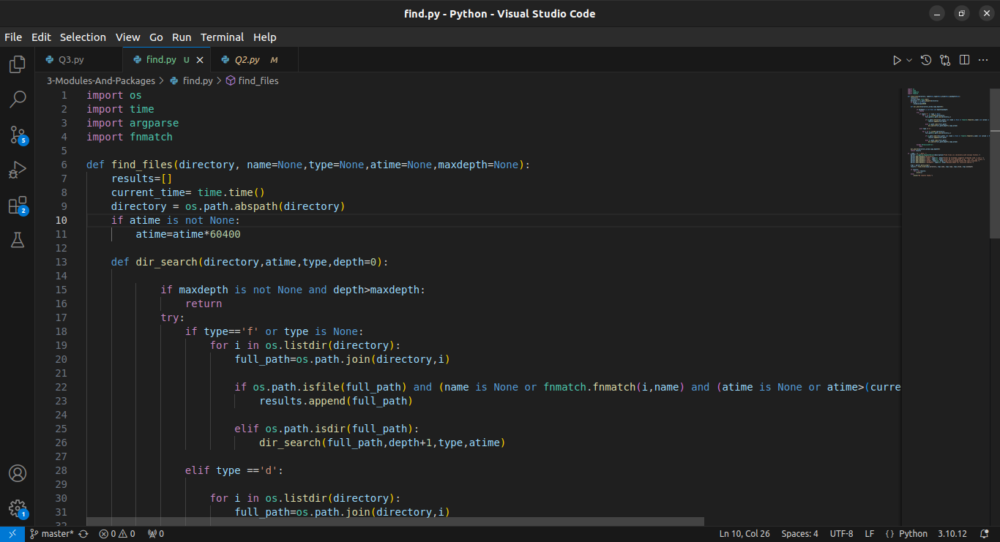 find.py - Python - Visual Studio Code
File Edit Selection View Go Run Terminal Help
Q3.py find.py U Q2.py M
3-Modules-And-Packages > find.py > find_files
1 import os
2 import time
3 import argparse
4 import fnmatch
5
6 def find_files(directory, name=None,type=None,atime=None,maxdepth=None):
7 results=[]
8 current_time= time.time()
9 directory = os.path.abspath(directory)
10 if atime is not None:
11 atime=atime*60400
12
13 def dir_search(directory,atime,type,depth=0):
14
15 if maxdepth is not None and depth>maxdepth:
16 return
17 try:
18 if type=='f' or type is None:
19 for i in os.listdir(directory):
20 full_path=os.path.join(directory,i)
21
22 if os.path.isfile(full_path) and (name is None or fnmatch.fnmatch(i,name) and (atime is None or atime>(curre
23 results.append(full_path)
24
25 elif os.path.isdir(full_path):
26 dir_search(full_path,depth+1,type,atime)
27
28 elif type =='d':
29
30 for i in os.listdir(directory):
31 full_path=os.path.join(directory,i)
32
5
2
1
master* 0 0 0 Ln 10, Col 26 Spaces: 4 UTF-8 LF {} Python 3.10.12